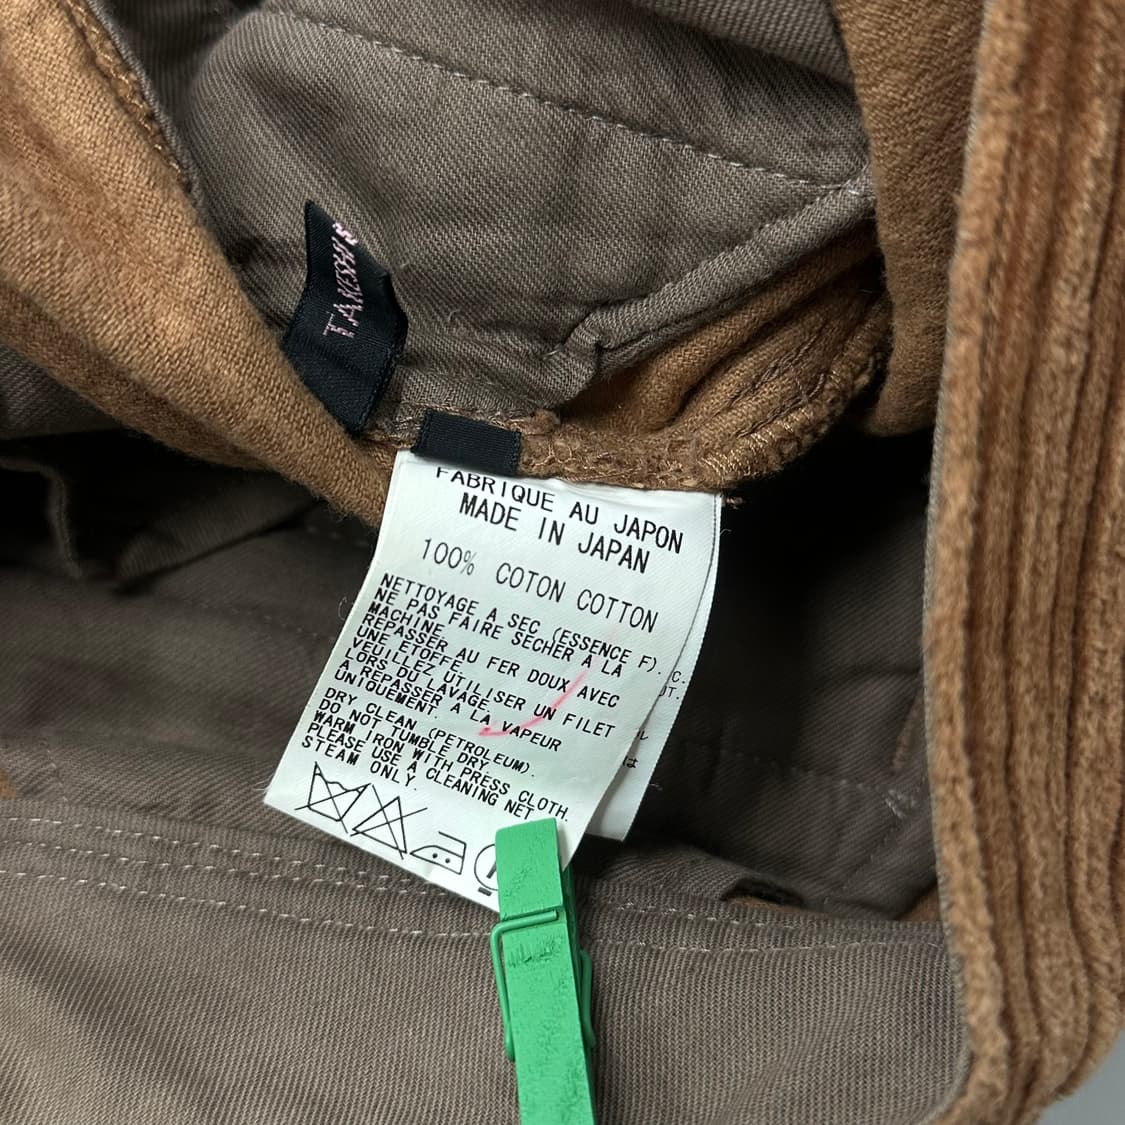 FABRIQUE AU JAPON
MADE IN JAPAN
100% COTON COTTON
NETTOYAGE A SEC (ESSENCE F).
NE PAS FAIRE SECHER A LA
MACHINE.
REPASSER AU FER DOUX AVEC
UNE ETOFFE.
VEUILLEZ UTILISER UN FILET
LORS DU LAVAGE.
A REPASSER A LA VAPEUR
UNIQUEMENT.
DRY CLEAN (PETROLEUM).
DO NOT TUMBLE DRY.
WARM IRON WITH PRESS CLOTH.
PLEASE USE A CLEANING NET
STEAM ONLY.